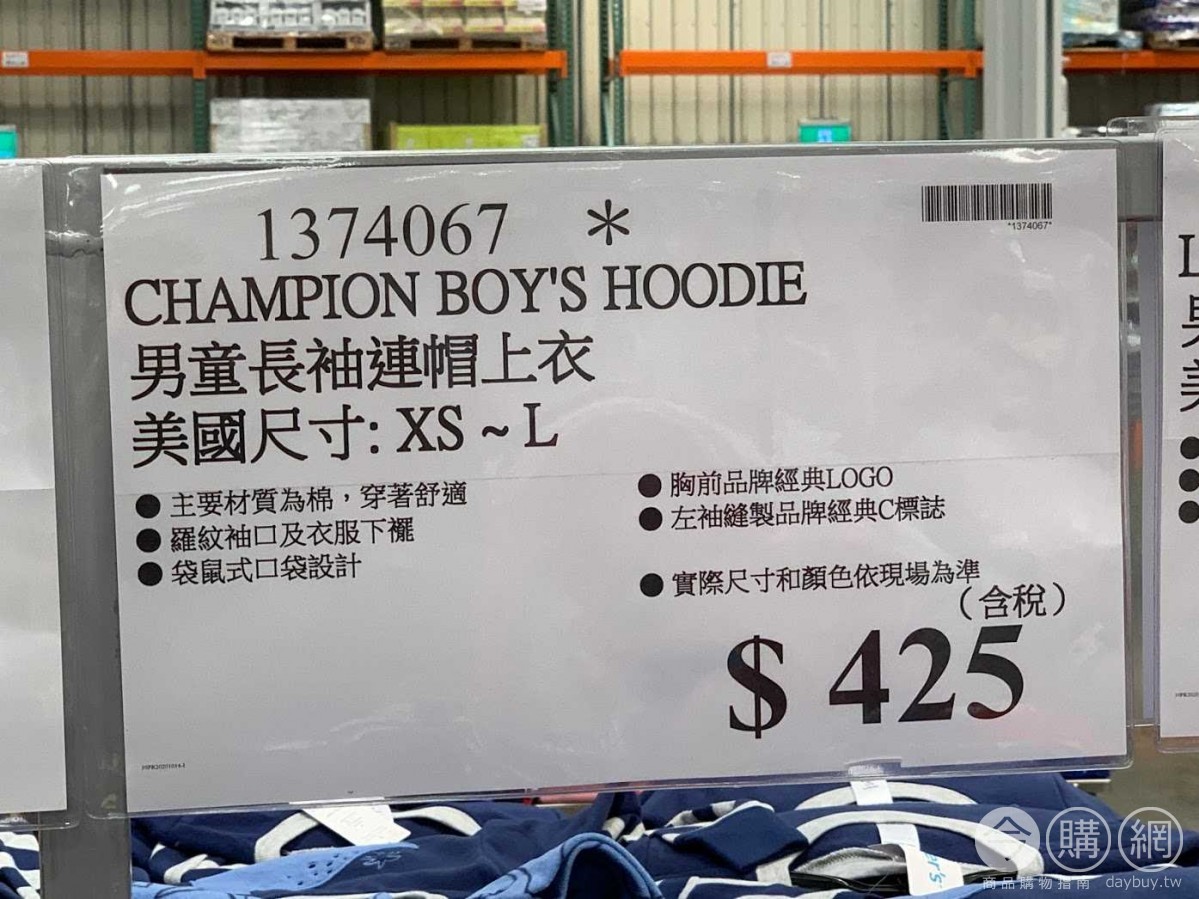 1374067 *
*1374067*
CHAMPION BOY'S HOODIE
男童長袖連帽上衣
美國尺寸: XS ~ L
● 主要材質為棉，穿著舒適
● 羅紋袖口及衣服下襬
● 袋鼠式口袋設計
● 胸前品牌經典LOGO
● 左袖縫製品牌經典C標誌
● 實際尺寸和顏色依現場為準
（含稅）
$ 425
今購網
商品購物指南 daybuy.tw